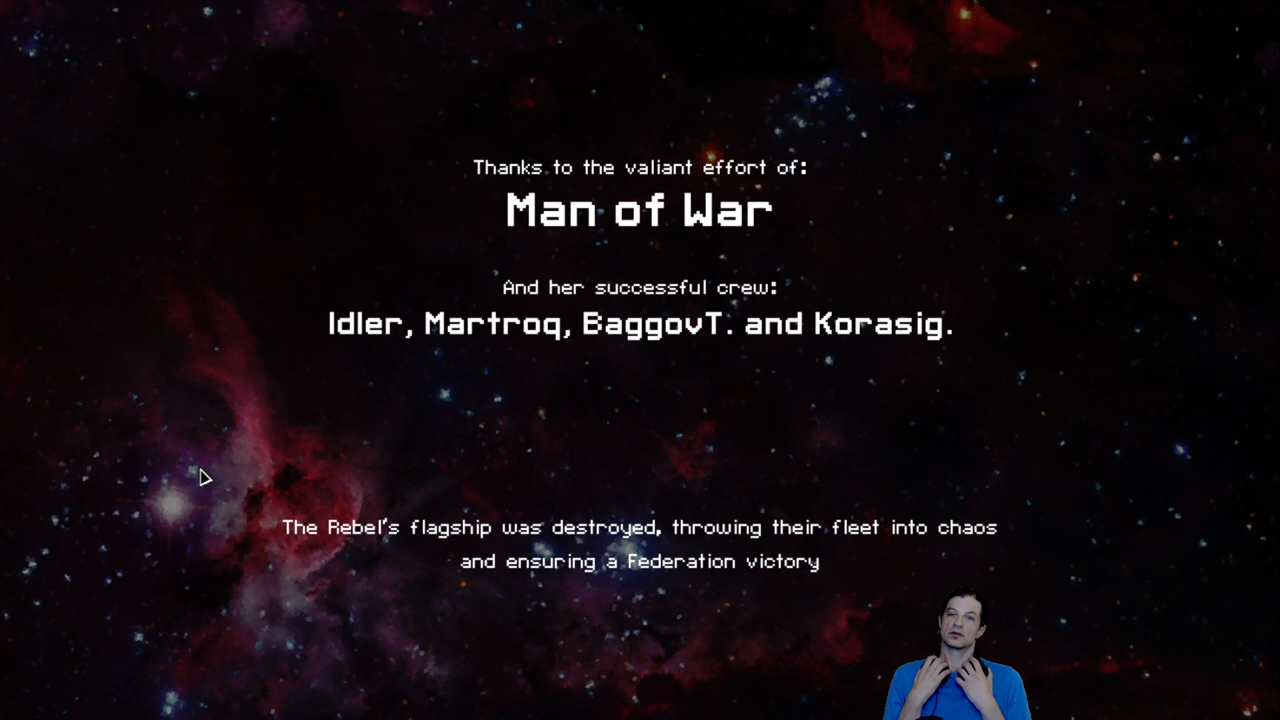 Thanks to the valiant effort of:
Man of War
And her successful crew:
Idler, Martroq, BaggovT. and Korasig.
The Rebel's flagship was destroyed, throwing their fleet into chaos
and ensuring a Federation victory